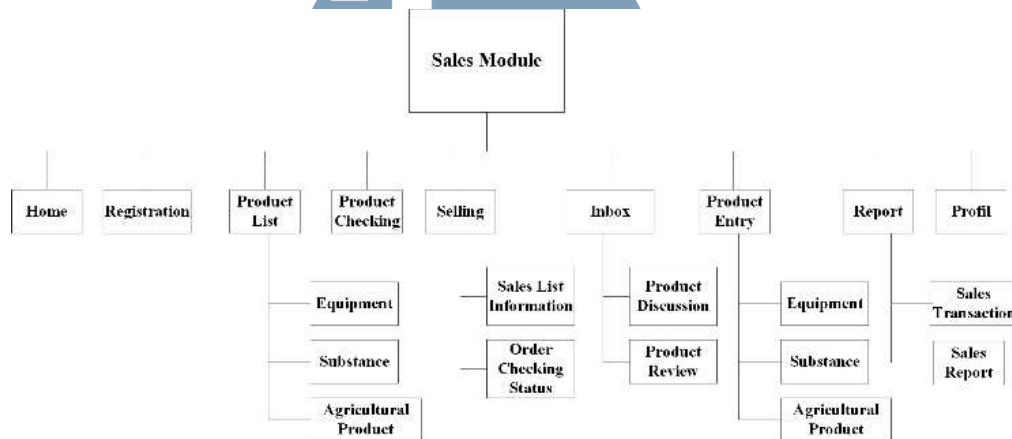 Sales Module
Home
Registration
Product
List
Product
Checking
Selling
Inbox
Product
Entry
Report
Profil
Equipment
Substance
Agricultural
Product
Sales List
Information
Order
Checking
Status
Product
Discussion
Product
Review
Equipment
Substance
Agricultural
Product
Sales
Transaction
Sales
Report